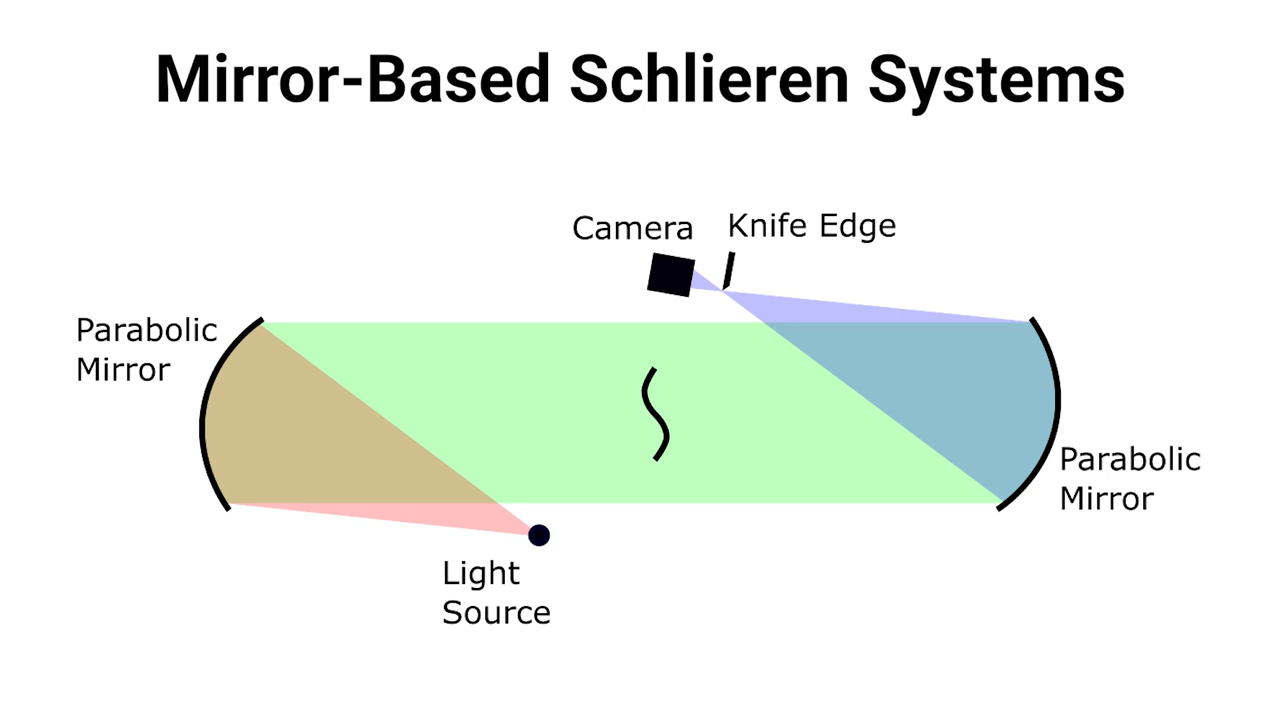 Mirror-Based Schlieren Systems
Camera
Knife Edge
Parabolic
Mirror
Parabolic
Mirror
Light
Source